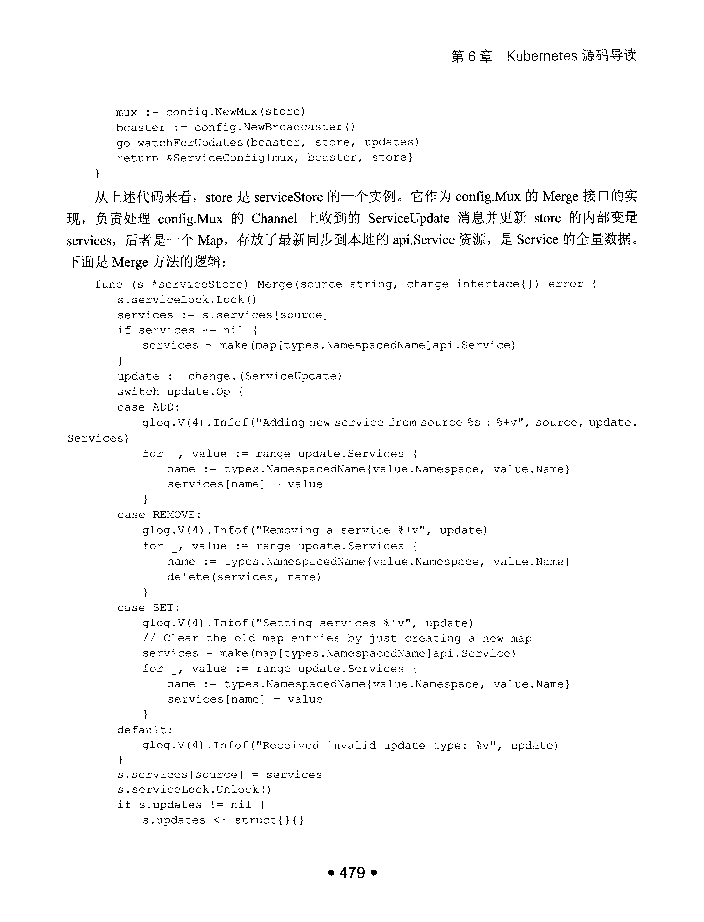 第 6 章　Kubernetes 源码导读
mux := config.NewMux(store)
bcaster := config.NewBroadcaster()
go watchForUpdates(bcaster, store, updates)
return &ServiceConfig{mux, bcaster, store}
}
从上述代码来看，store 是 serviceStore 的一个实例。它作为 config.Mux 的 Merge 接口的实
现，负责处理 config.Mux 的 Channel 上收到的 ServiceUpdate 消息并更新 store 的内部变量
services，后者是一个 Map，存放了最新同步到本地的 api.Service 资源，是 Service 的全量数据。
下面是 Merge 方法的逻辑：
func (s *serviceStore) Merge(source string, change interface{}) error {
s.serviceLock.Lock()
services := s.services[source]
if services == nil {
services = make(map[types.NamespacedName]api.Service)
}
update := change.(ServiceUpdate)
switch update.Op {
case ADD:
glog.V(4).Infof("Adding new service from source %s : %+v", source, update.
Services)
for _, value := range update.Services {
name := types.NamespacedName{value.Namespace, value.Name}
services[name] = value
}
case REMOVE:
glog.V(4).Infof("Removing a service %+v", update)
for _, value := range update.Services {
name := types.NamespacedName{value.Namespace, value.Name}
delete(services, name)
}
case SET:
glog.V(4).Infof("Setting services %+v", update)
// Clear the old map entries by just creating a new map
services = make(map[types.NamespacedName]api.Service)
for _, value := range update.Services {
name := types.NamespacedName{value.Namespace, value.Name}
services[name] = value
}
default:
glog.V(4).Infof("Received invalid update type: %v", update)
}
s.services[source] = services
s.serviceLock.Unlock()
if s.updates != nil {
s.updates <- struct{}{}
• 479 •